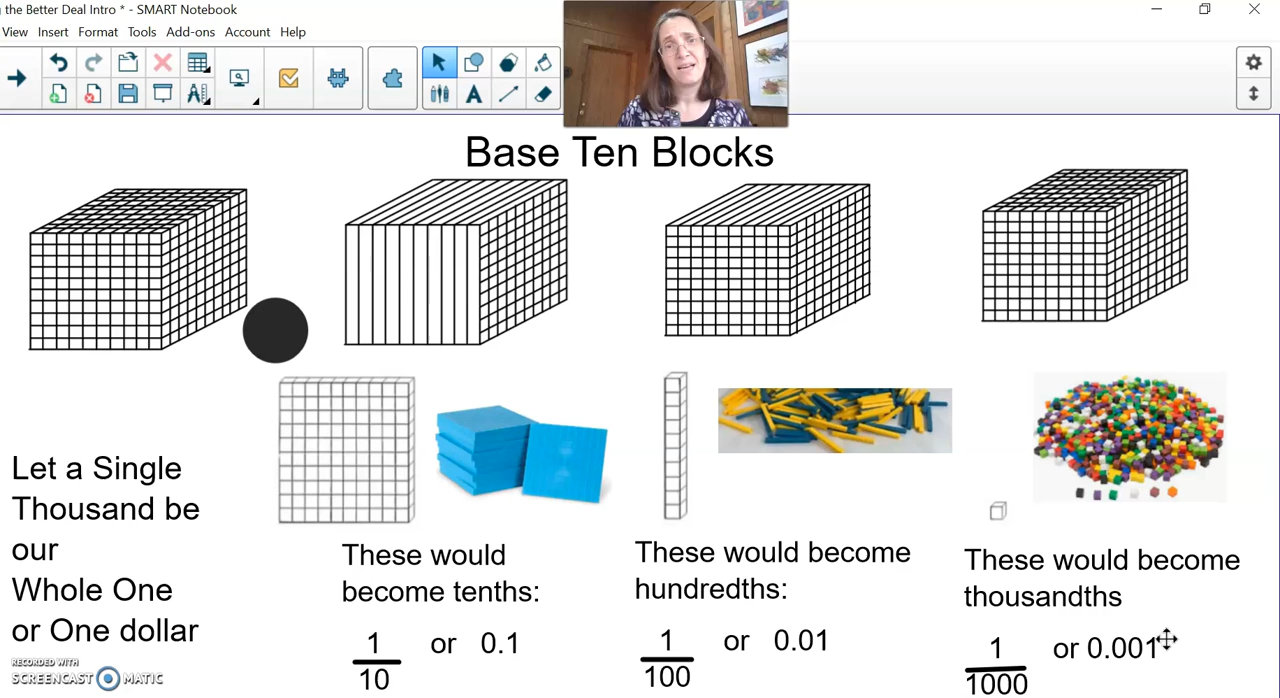 the Better Deal Intro * - SMART Notebook
View Insert Format Tools Add-ons Account Help
Base Ten Blocks
Let a Single
Thousand be
our
Whole One
or One dollar
These would
become tenths:
1
10
or 0.1
These would become
hundredths:
1
100
or 0.01
These would become
thousandths
1
1000
or 0.001
RECORDED WITH
SCREENCAST MATIC